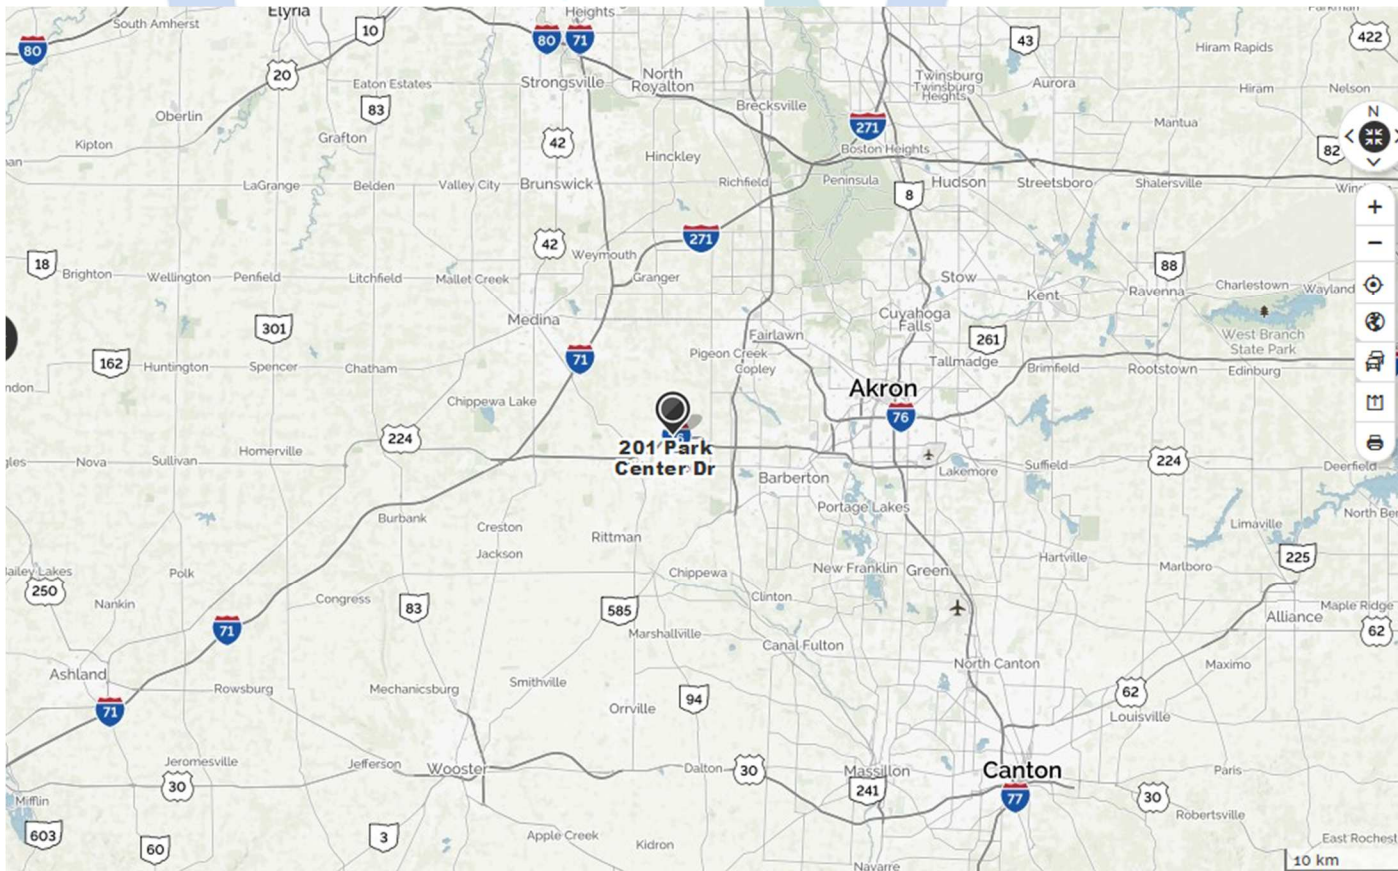 Elyria
Heights
South Amherst
10
80
71
43
422
80
Hiram Rapids
20
Eaton Estates
Strongsville
North
Royalton
Twinsburg
Twinsburg
Heights
Aurora
Hiram
Nelson
83
Brecksville
Oberlin
271
Mantua
N
Grafton
42
82
Kipton
Hinckley
Boston Heights
LaGrange
Belden
Valley City
Brunswick
Richfield
Peninsula
Hudson
Streetsboro
Shalersville
8
+
42
271
−
18
Brighton
Wellington
Penfield
Litchfield
Mallet Creek
Weymouth
Granger
Stow
88
Kent
Ravenna
Charlestown
Wayland
Medina
Cuyahoga
Falls
301
Fairlawn
261
West Branch
State Park
162
Huntington
Spencer
Chatham
71
Pigeon Creek
Copley
Tallmadge
Brimfield
Rootstown
Edinburg
Akron
Chippewa Lake
76
224
201 Park
Center Dr
Homerville
Nova
Sullivan
224
Lakemore
Suffield
Deerfield
Barberton
Portage Lakes
Burbank
Creston
Rittman
Limaville
Jackson
Hartville
225
Polk
Chippewa
New Franklin
Green
Marlboro
250
Nankin
Congress
83
585
Clinton
Alliance
Maple Ridge
71
Marshallville
62
Canal Fulton
Ashland
North Canton
Maximo
Rowsburg
Mechanicsburg
Smithville
94
62
71
Orrville
Louisville
Jeromesville
Jefferson
Wooster
Dalton
30
Massillon
Canton
Paris
30
241
77
30
Mifflin
Robertsville
603
60
3
Apple Creek
Kidron
Navarre
10 km